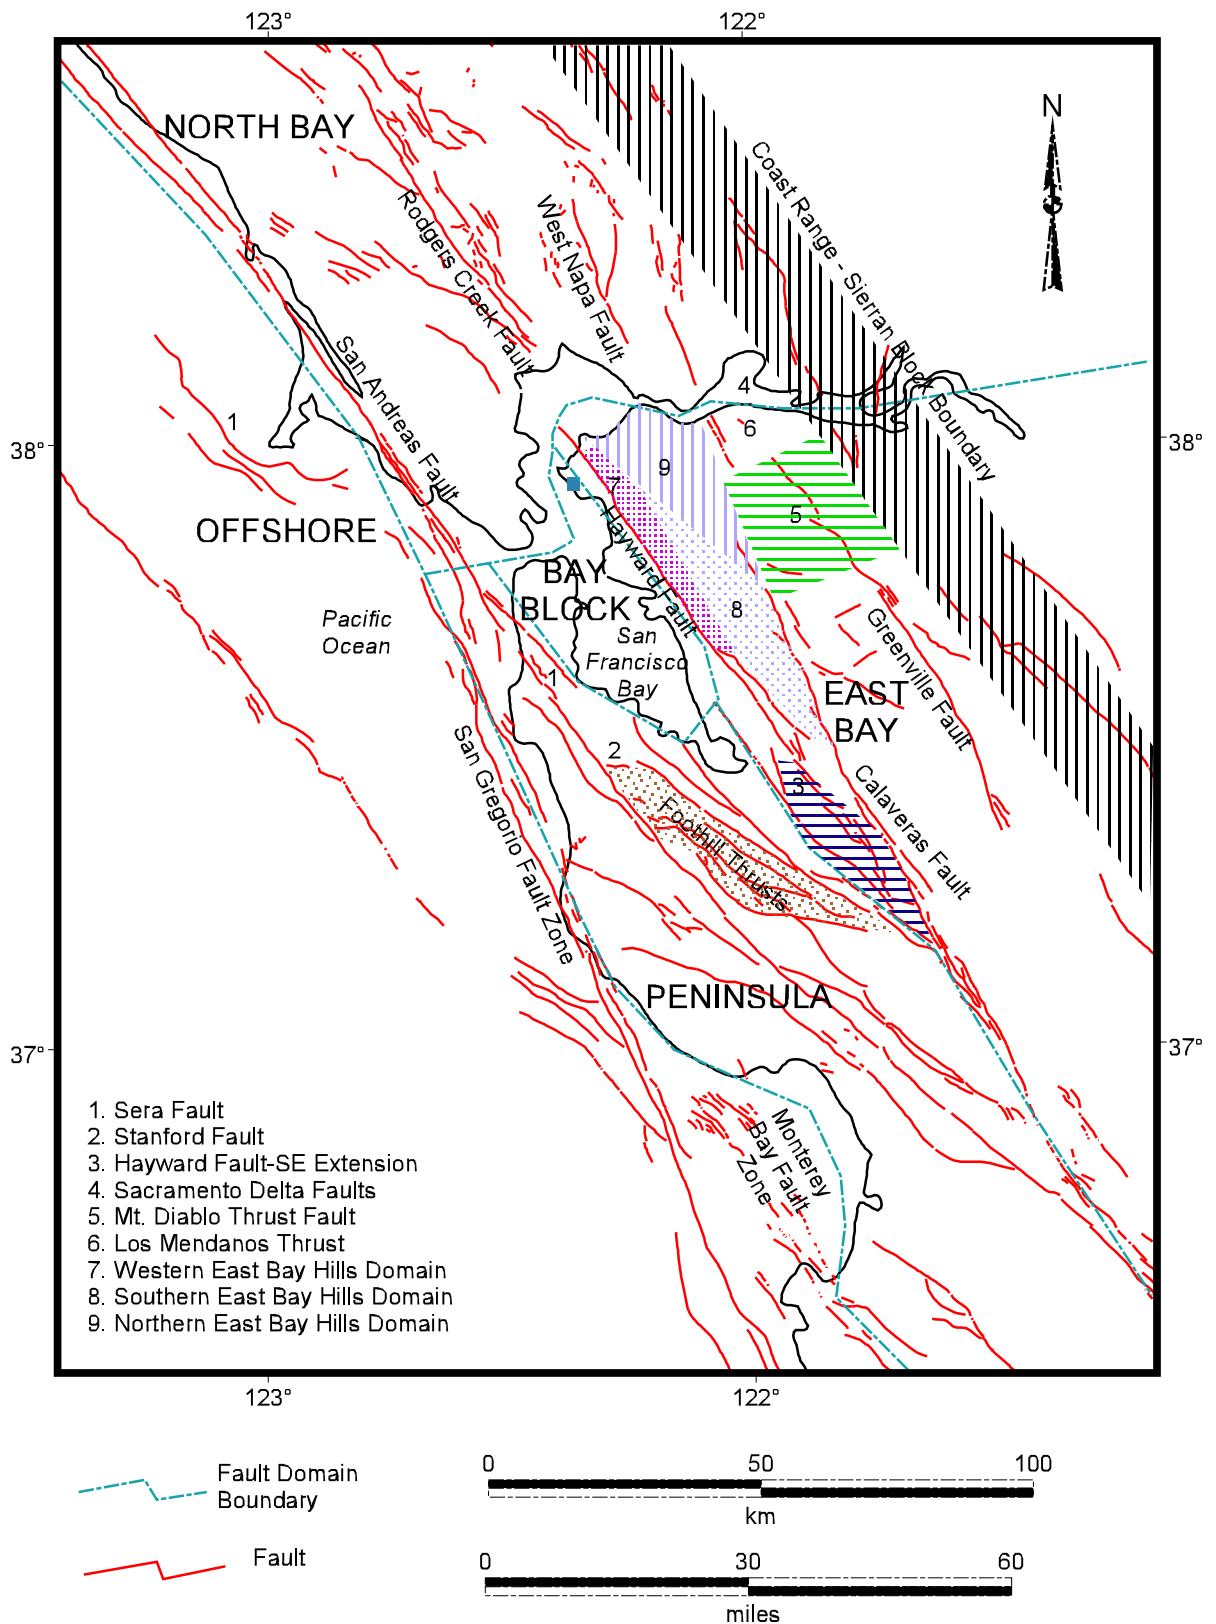 123°
122°
NORTH BAY
N
Coast Range - Sierran Block Boundary
Rodgers Creek Fault
West Napa Fault
San Andreas Fault
4
1
6
38°
38°
9
7
5
OFFSHORE
Hayward Fault
BAY
BLOCK
8
Pacific
Ocean
San
Francisco
Bay
Greenville Fault
1
EAST
BAY
2
3
San Gregorio Fault Zone
Foothill Thrusts
Calaveras Fault
PENINSULA
37°
37°
Monterey
Bay Fault
Zone
1. Sera Fault
2. Stanford Fault
3. Hayward Fault-SE Extension
4. Sacramento Delta Faults
5. Mt. Diablo Thrust Fault
6. Los Mendanos Thrust
7. Western East Bay Hills Domain
8. Southern East Bay Hills Domain
9. Northern East Bay Hills Domain
123°
122°
Fault Domain
Boundary
0 50 100
km
Fault
0 30 60
miles